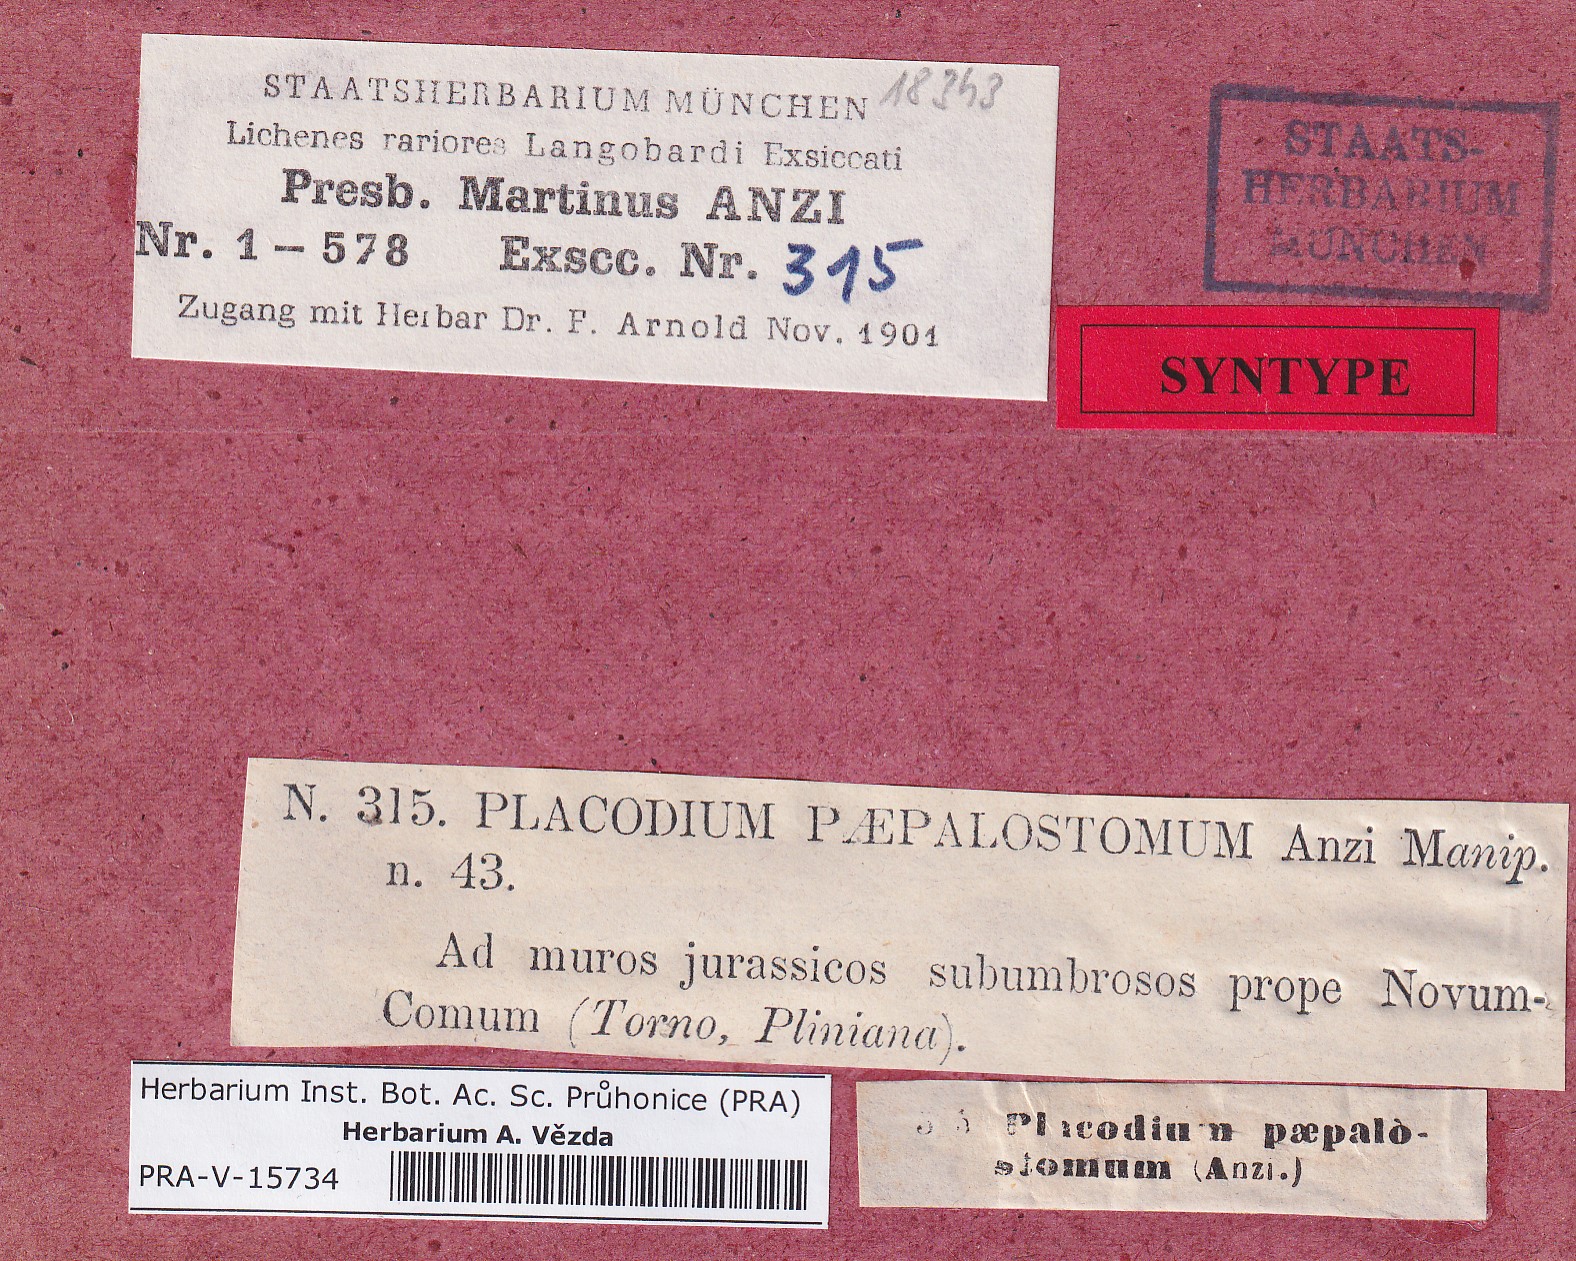 STAATSHERBARIUM MÜNCHEN 18343
Lichenes rariores Langobardi Exsiccati
Presb. Martinus ANZI
Nr. 1 – 578 Exscc. Nr. 315
Zugang mit Herbar Dr. F. Arnold Nov. 1901
STAATS-
HERBARIUM
MÜNCHEN
SYNTYPE
N. 315. PLACODIUM PÆPALOSTOMUM Anzi Manip.
n. 43.
Ad muros jurassicos subumbrosos prope Novum-
Comum (Torno, Pliniana).
Herbarium Inst. Bot. Ac. Sc. Průhonice (PRA)
Herbarium A. Vězda
PRA-V-15734
Placodium pæpalò-
stomum (Anzi.)